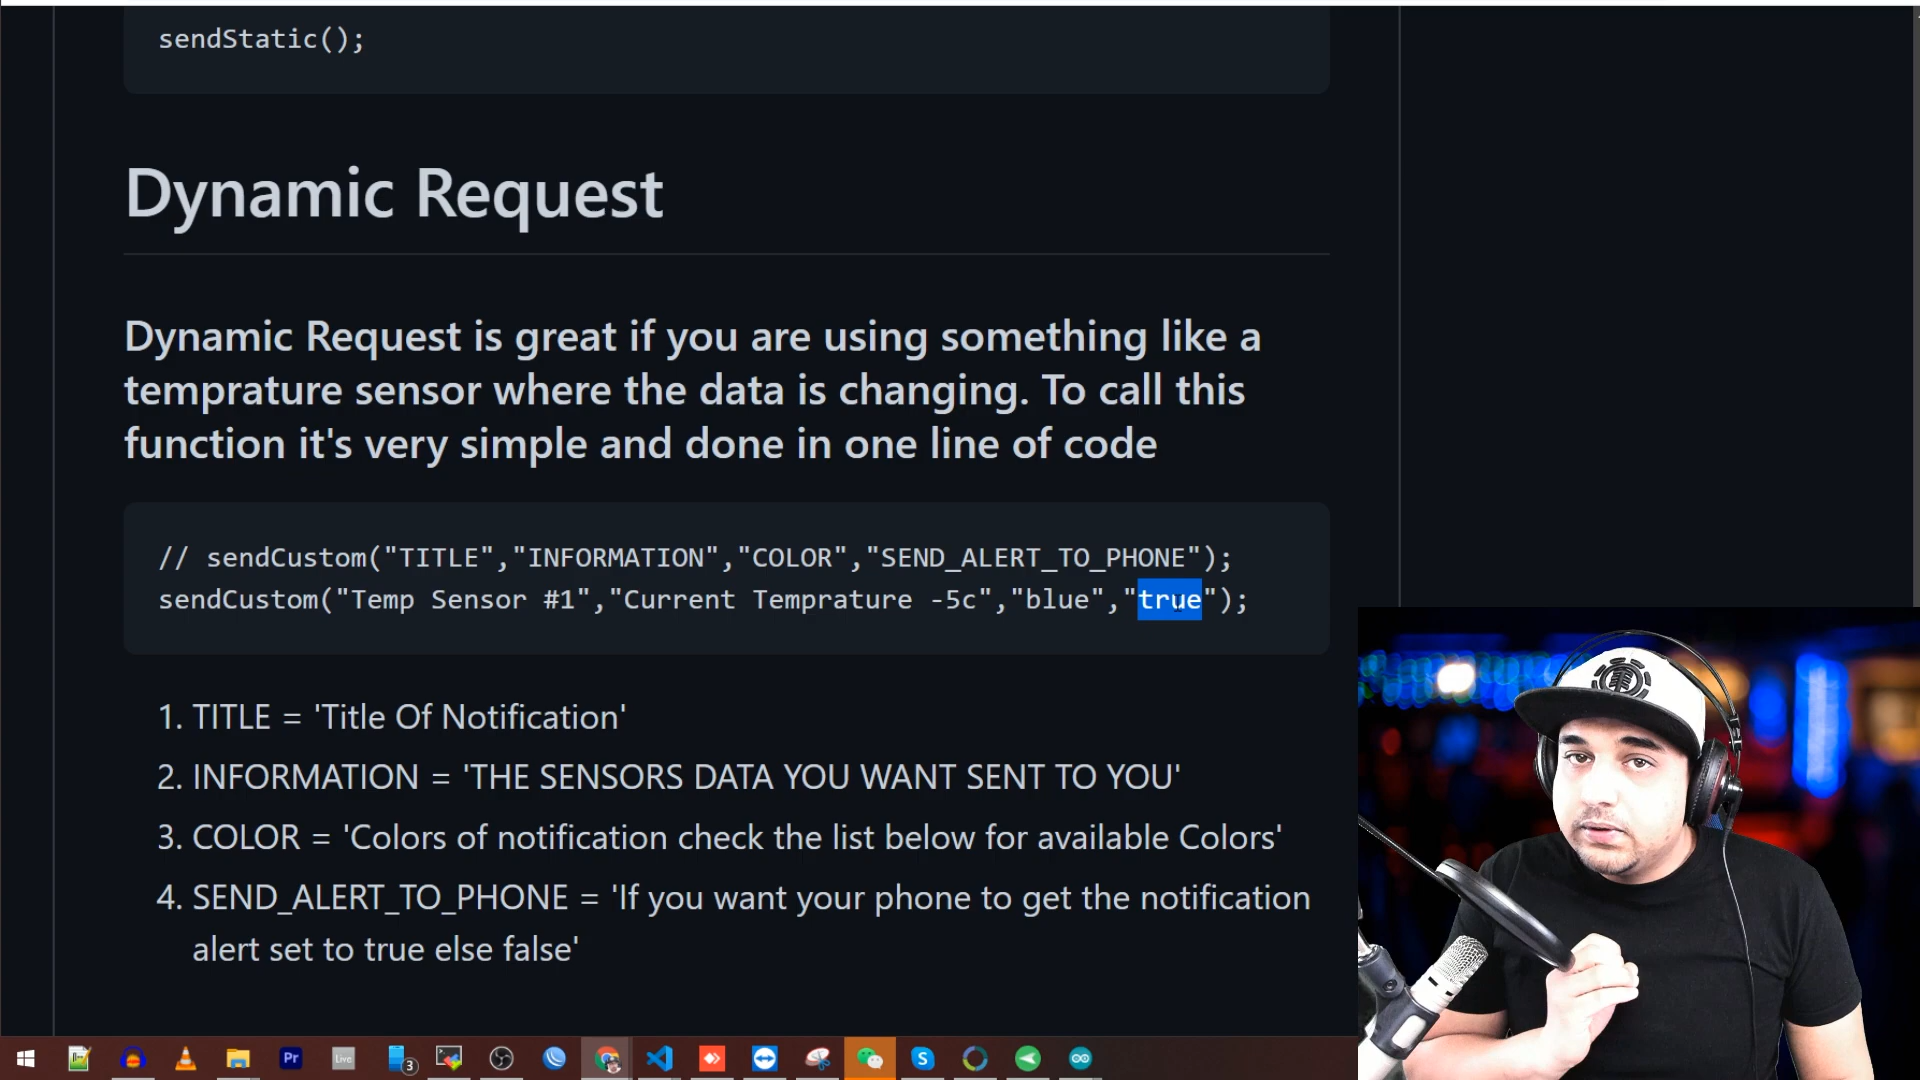 sendStatic();
Dynamic Request
Dynamic Request is great if you are using something like a
temprature sensor where the data is changing. To call this
function it's very simple and done in one line of code
// sendCustom("TITLE","INFORMATION","COLOR","SEND_ALERT_TO_PHONE");
sendCustom("Temp Sensor #1","Current Temprature -5c","blue","true");
1. TITLE = 'Title Of Notification'
2. INFORMATION = 'THE SENSORS DATA YOU WANT SENT TO YOU'
3. COLOR = 'Colors of notification check the list below for available Colors'
4. SEND_ALERT_TO_PHONE = 'If you want your phone to get the notification
alert set to true else false'
Pr
Live
3
S